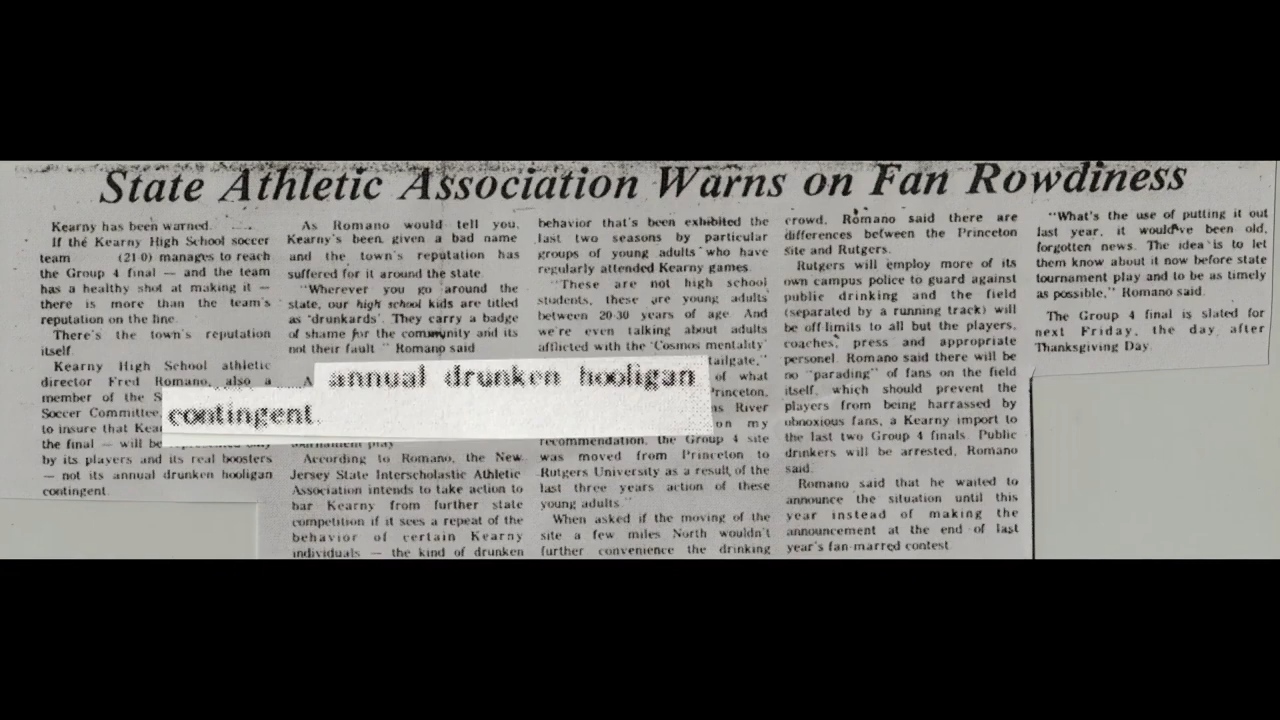 State Athletic Association Warns on Fan Rowdiness
Kearny has been warned.
If the Kearny High School soccer
team (21-0) manages to reach
the Group 4 final — and the team
has a healthy shot at making it —
there is more than the team's
reputation on the line.
There's the town's reputation
itself.
Kearny High School athletic
director Fred Romano, also a
member of the S
Soccer Committee,
to insure that Kear
the final — will be represented only
by its players and its real boosters
— not its annual drunken hooligan
contingent.
As Romano would tell you,
Kearny's been given a bad name
and the town's reputation has
suffered for it around the state.
"Wherever you go around the
state, our high school kids are titled
as 'drunkards'. They carry a badge
of shame for the community and its
not their fault." Romano said
A
annual drunken hooligan
contingent.
tournament play.
According to Romano, the New
Jersey State Interscholastic Athletic
Association intends to take action to
bar Kearny from further state
competition if it sees a repeat of the
behavior of certain Kearny
individuals — the kind of drunken
behavior that's been exhibited the
last two seasons by particular
groups of young adults who have
regularly attended Kearny games.
"These are not high school
students, these are young adults
between 20-30 years of age. And
we're even talking about adults
afflicted with the 'Cosmos mentality'
tailgate,"
of what
Princeton,
ns River
on my
recommendation, the Group 4 site
was moved from Princeton to
Rutgers University as a result of the
last three years action of these
young adults."
When asked if the moving of the
site a few miles North wouldn't
further convenience the drinking
crowd, Romano said there are
differences between the Princeton
site and Rutgers.
Rutgers will employ more of its
own campus police to guard against
public drinking and the field
(separated by a running track) will
be off-limits to all but the players,
coaches, press and appropriate
personel. Romano said there will be
no "parading" of fans on the field
itself, which should prevent the
players from being harrassed by
ubnoxious fans, a Kearny import to
the last two Group 4 finals. Public
drinkers will be arrested, Romano
said.
Romano said that he waited to
announce the situation until this
year instead of making the
announcement at the end of last
year's fan-marred contest.
"What's the use of putting it out
last year, it would've been old,
forgotten news. The idea is to let
them know about it now before state
tournament play and to be as timely
as possible," Romano said.
The Group 4 final is slated for
next Friday, the day after
Thanksgiving Day.